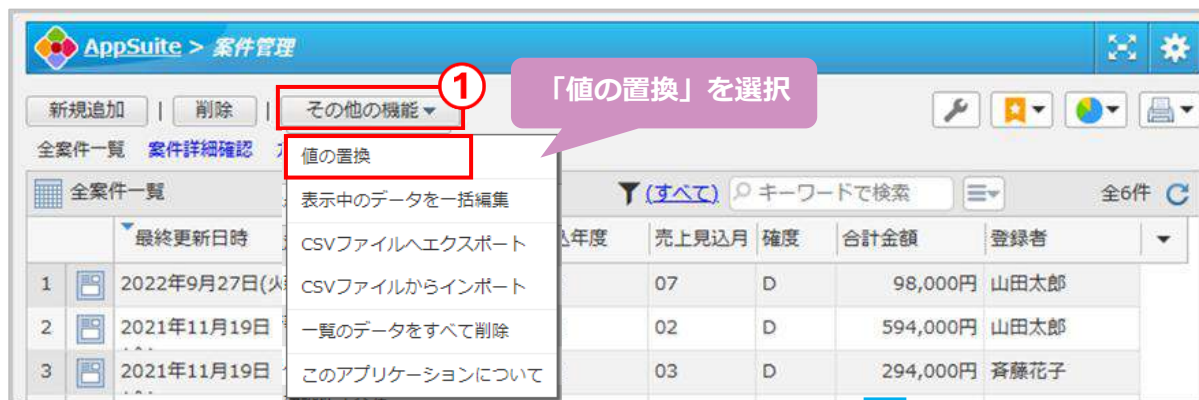 AppSuite > 案件管理
① 「値の置換」を選択
新規追加 | 削除 | その他の機能
全案件一覧 案件詳細確認
値の置換
表示中のデータを一括編集
CSVファイルへエクスポート
CSVファイルからインポート
一覧のデータをすべて削除
このアプリケーションについて
全案件一覧 (すべて) キーワードで検索 全6件
最終更新日時 年度 売上見込月 確度 合計金額 登録者
1 2022年9月27日(火 07 D 98,000円 山田太郎
2 2021年11月19日 02 D 594,000円 山田太郎
3 2021年11月19日 03 D 294,000円 斉藤花子